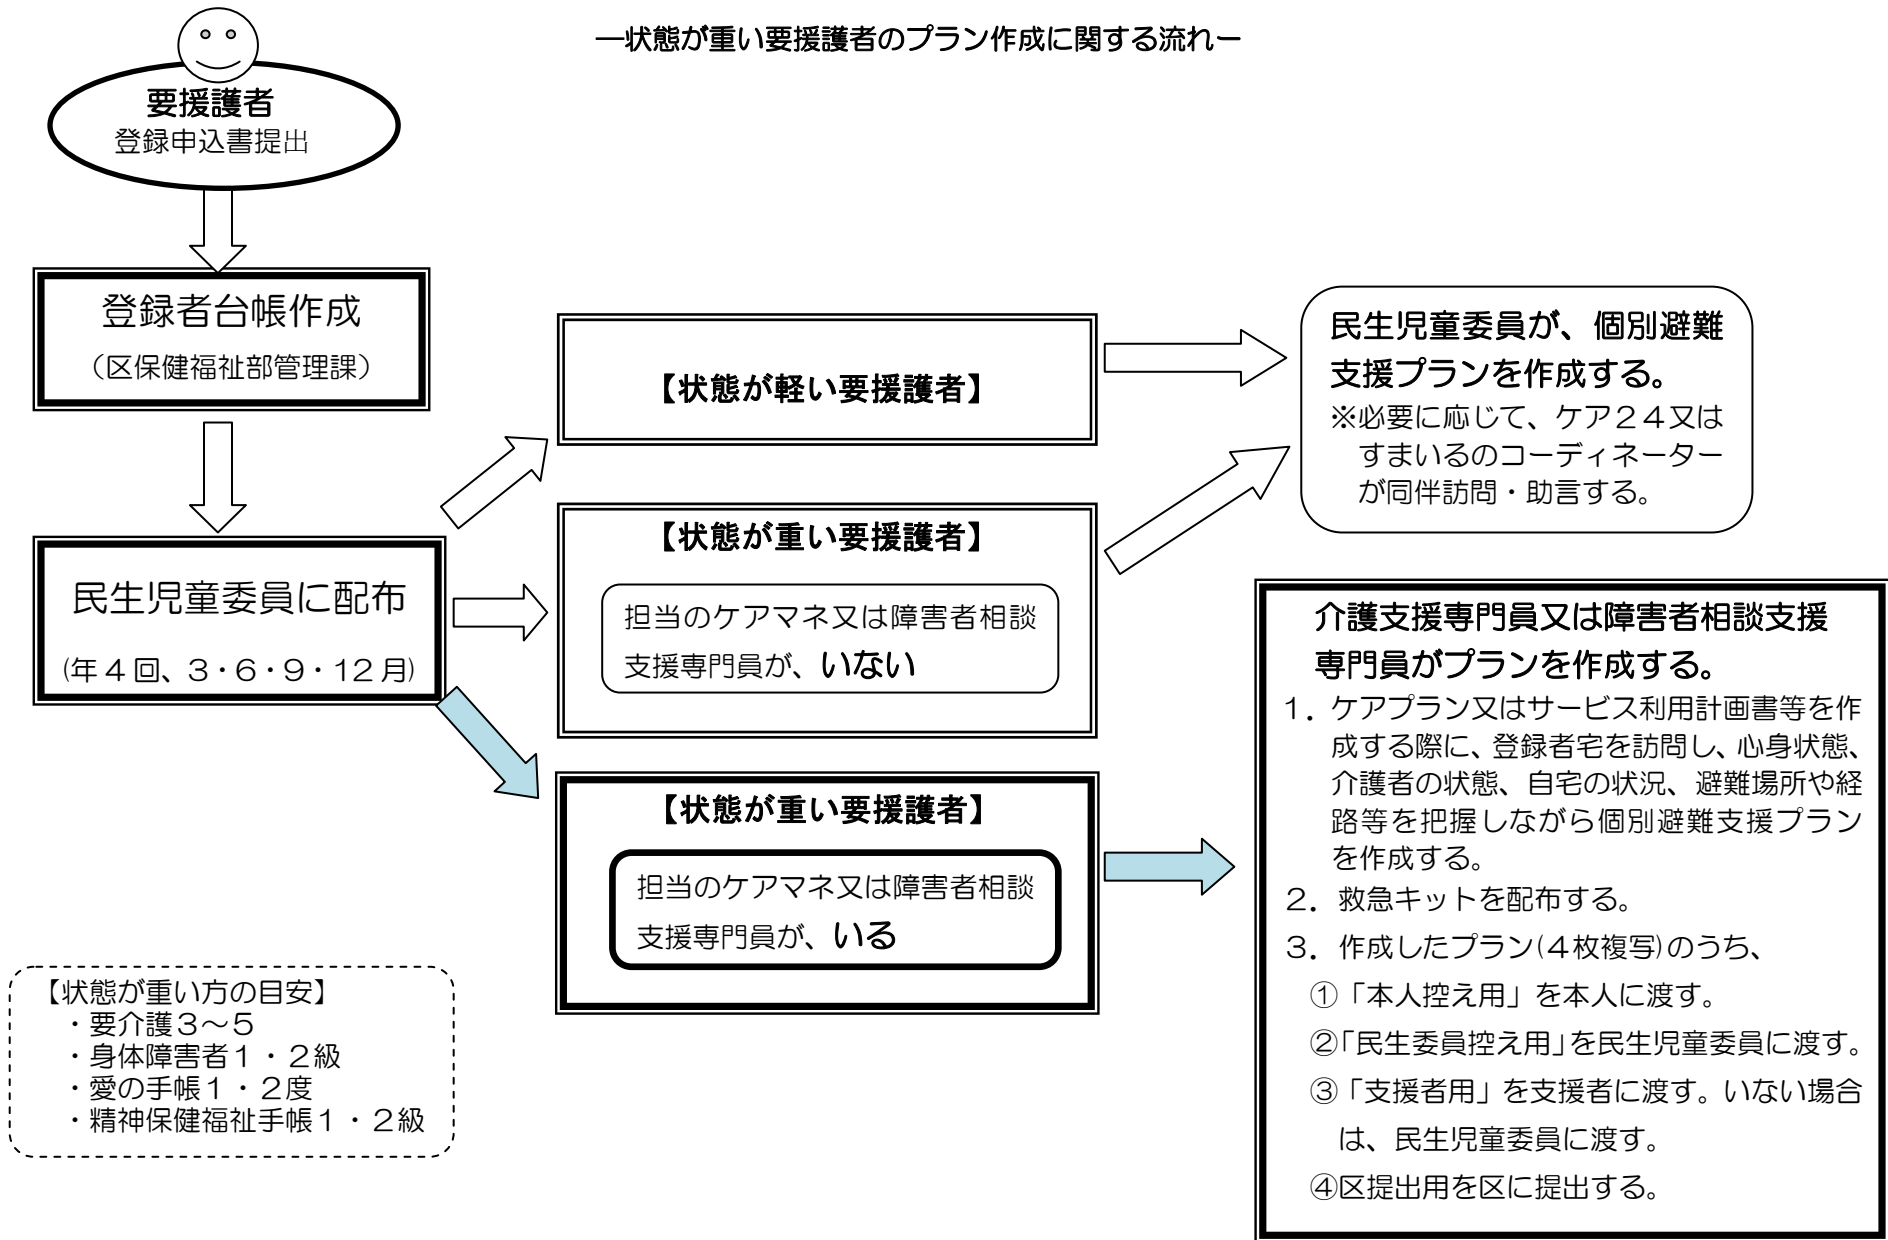 ―状態が重い要援護者のプラン作成に関する流れー
要援護者
登録申込書提出
登録者台帳作成
（区保健福祉部管理課）
民生児童委員に配布
(年４回、３・６・９・12月)
【状態が軽い要援護者】
【状態が重い要援護者】
担当のケアマネ又は障害者相談
支援専門員が、いない
【状態が重い要援護者】
担当のケアマネ又は障害者相談
支援専門員が、いる
民生児童委員が、個別避難
支援プランを作成する。
※必要に応じて、ケア２４又は
すまいるのコーディネーター
が同伴訪問・助言する。
介護支援専門員又は障害者相談支援
専門員がプランを作成する。
１．ケアプラン又はサービス利用計画書等を作
成する際に、登録者宅を訪問し、心身状態、
介護者の状態、自宅の状況、避難場所や経
路等を把握しながら個別避難支援プラン
を作成する。
２．救急キットを配布する。
３．作成したプラン(４枚複写)のうち、
①「本人控え用」を本人に渡す。
②「民生委員控え用」を民生児童委員に渡す。
③「支援者用」を支援者に渡す。いない場合
は、民生児童委員に渡す。
④区提出用を区に提出する。
【状態が重い方の目安】
・要介護３～５
・身体障害者１・２級
・愛の手帳１・２度
・精神保健福祉手帳１・２級